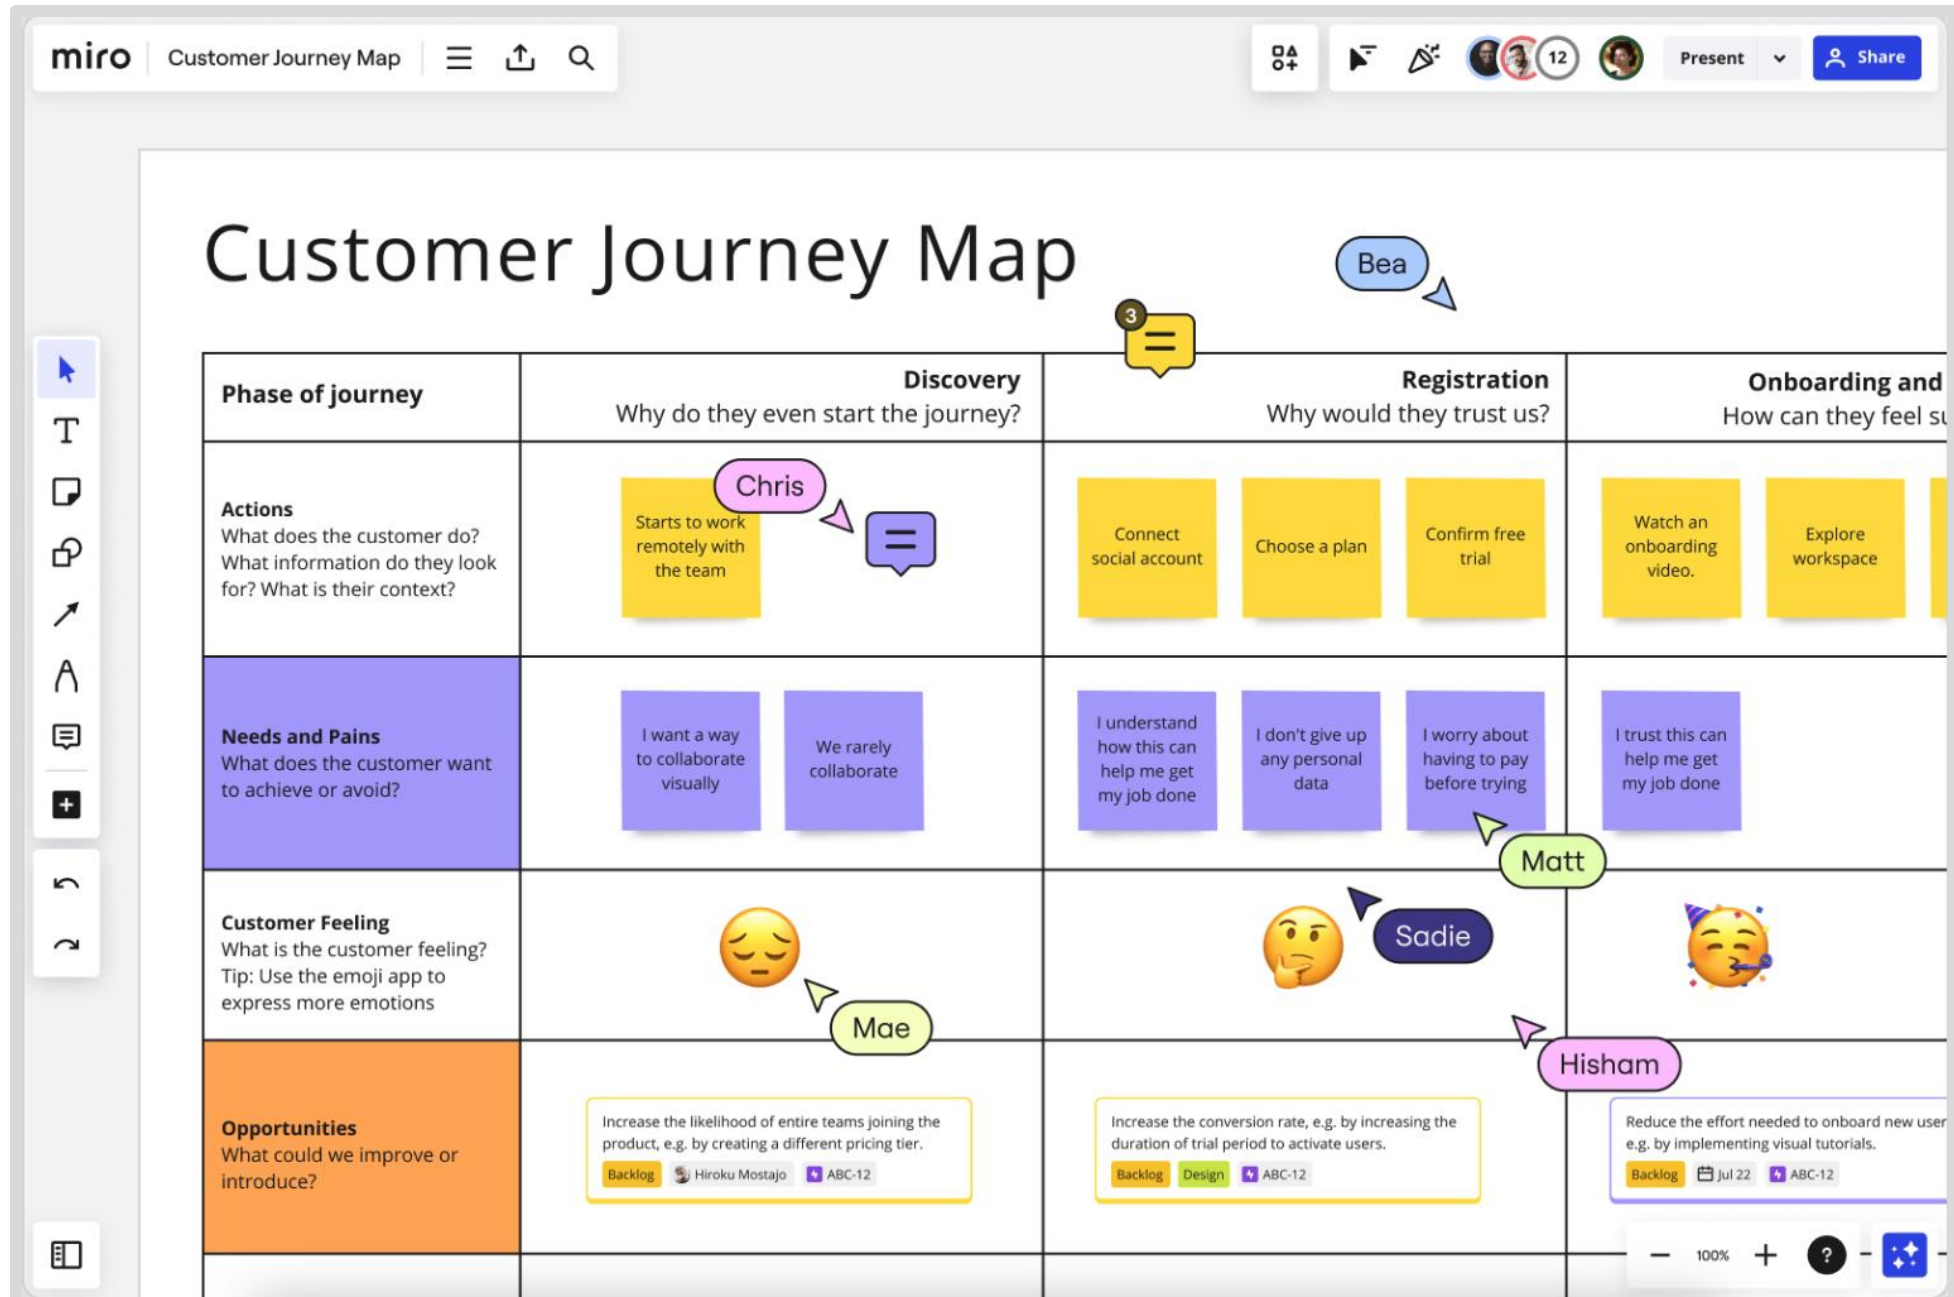 miro
Customer Journey Map
12
Present
Share
Customer Journey Map
Bea
3
Phase of journey
Discovery
Why do they even start the journey?
Registration
Why would they trust us?
Onboarding and
How can they feel
Actions
What does the customer do?
What information do they look
for? What is their context?
Chris
Starts to work
remotely with
the team
Connect
social account
Choose a plan
Confirm free
trial
Watch an
onboarding
video.
Explore
workspace
Needs and Pains
What does the customer want
to achieve or avoid?
I want a way
to collaborate
visually
We rarely
collaborate
I understand
how this can
help me get
my job done
I don't give up
any personal
data
I worry about
having to pay
before trying
I trust this can
help me get
my job done
Matt
Customer Feeling
What is the customer feeling?
Tip: Use the emoji app to
express more emotions
Mae
Sadie
Hisham
Opportunities
What could we improve or
introduce?
Increase the likelihood of entire teams joining the
product, e.g. by creating a different pricing tier.
Backlog Hiroku Mostajo ABC-12
Increase the conversion rate, e.g. by increasing the
duration of trial period to activate users.
Backlog Design ABC-12
Reduce the effort needed to onboard new user
e.g. by implementing visual tutorials.
Backlog Jul 22 ABC-12
100%
?